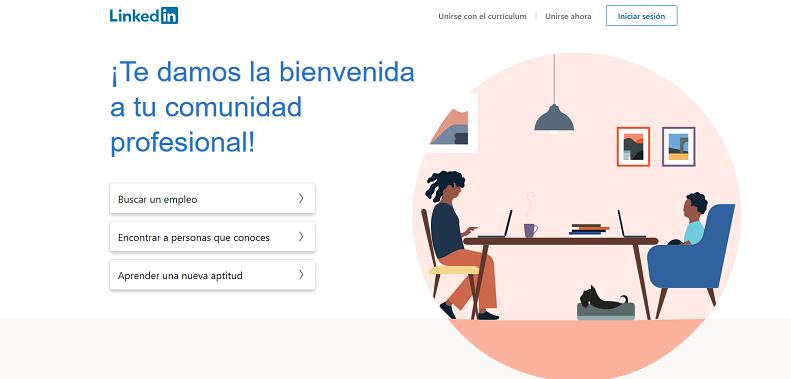 LinkedIn
Unirse con el currículum | Unirse ahora
Iniciar sesión
¡Te damos la bienvenida
a tu comunidad
profesional!
Buscar un empleo
Encontrar a personas que conoces
Aprender una nueva aptitud